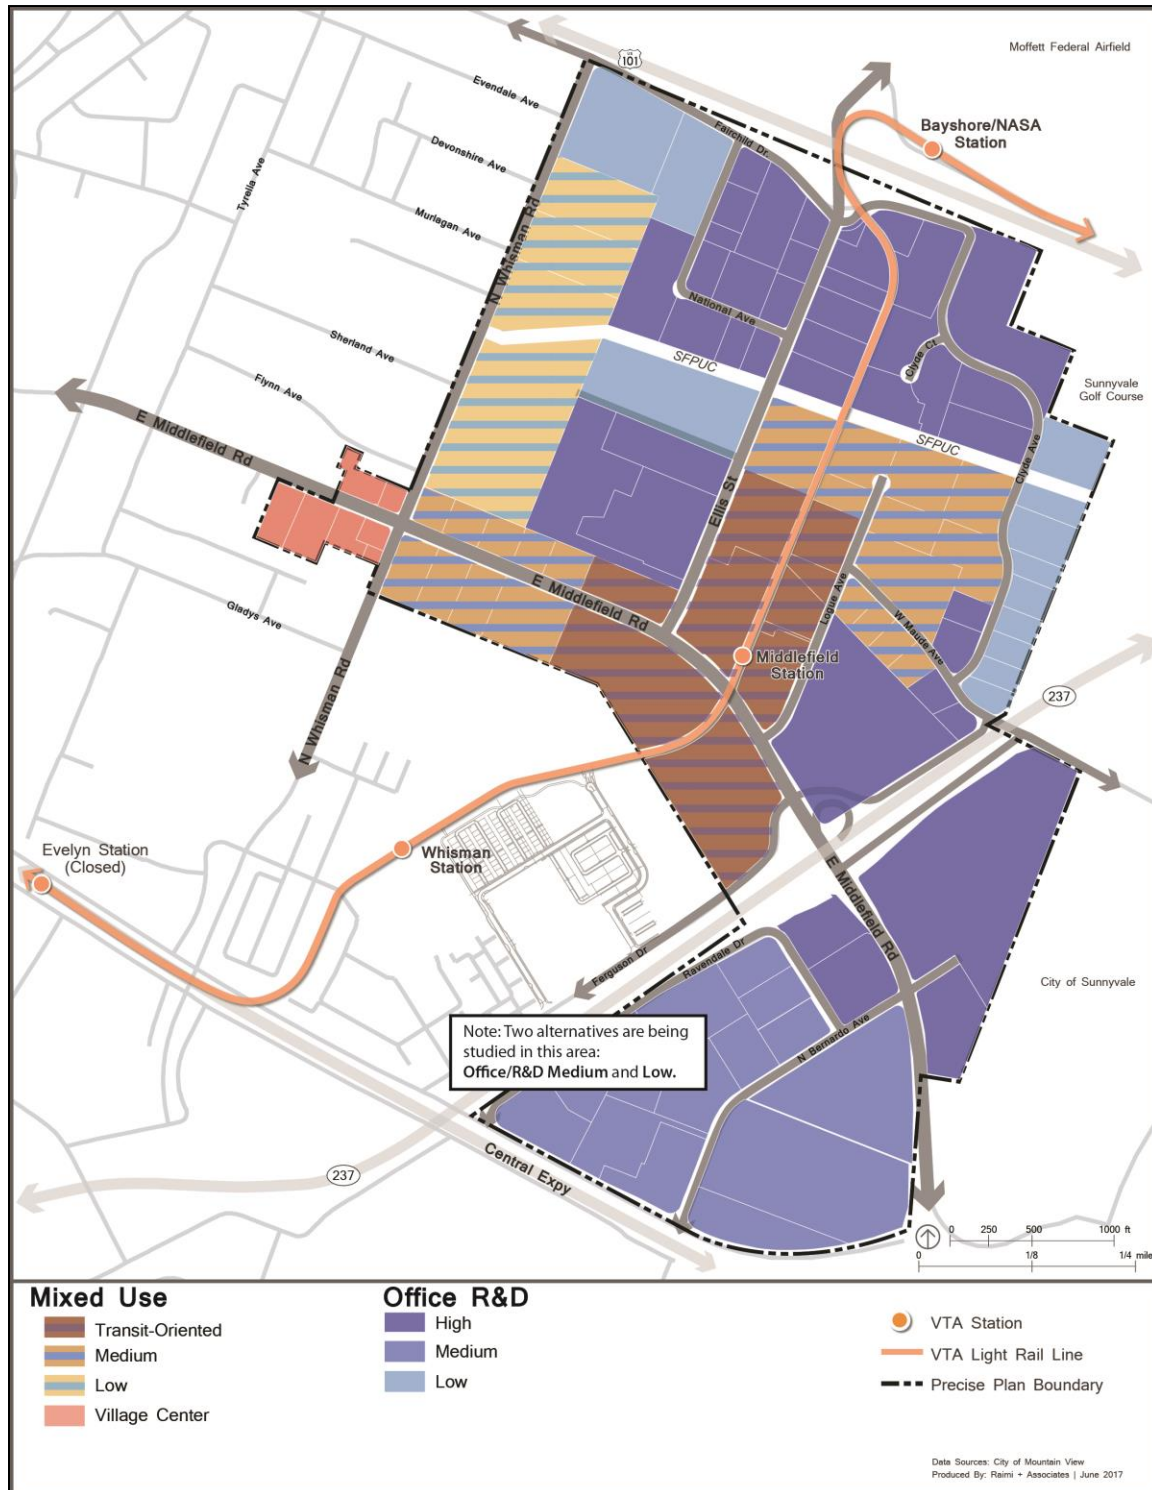 Moffett Federal Airfield
US
101
Evendale Ave
Fairchild Dr.
Bayshore/NASA
Station
Devonshire Ave
Tyrella Ave
Murlagan Ave
N Whisman Rd
National Ave
Sherland Ave
SFPUC
Clyde Ct
Flynn Ave
Sunnyvale
Golf Course
E Middlefield Rd
SFPUC
Clyde Ave
Ellis St
E Middlefield Rd
Logue Ave
Gladys Ave
W Maude Ave
Middlefield
Station
N Whisman Rd
237
Evelyn Station
(Closed)
Whisman
Station
E Middlefield Rd
Ferguson Dr
Ravendale Dr
City of Sunnyvale
Note: Two alternatives are being
studied in this area:
Office/R&D Medium and Low.
N Bernardo Ave
Central Expy
237
0 250 500 1000 ft
0 1/8 1/4 mile
Mixed Use
Transit-Oriented
Medium
Low
Village Center
Office R&D
High
Medium
Low
VTA Station
VTA Light Rail Line
Precise Plan Boundary
Data Sources: City of Mountain View
Produced By: Raimi + Associates | June 2017